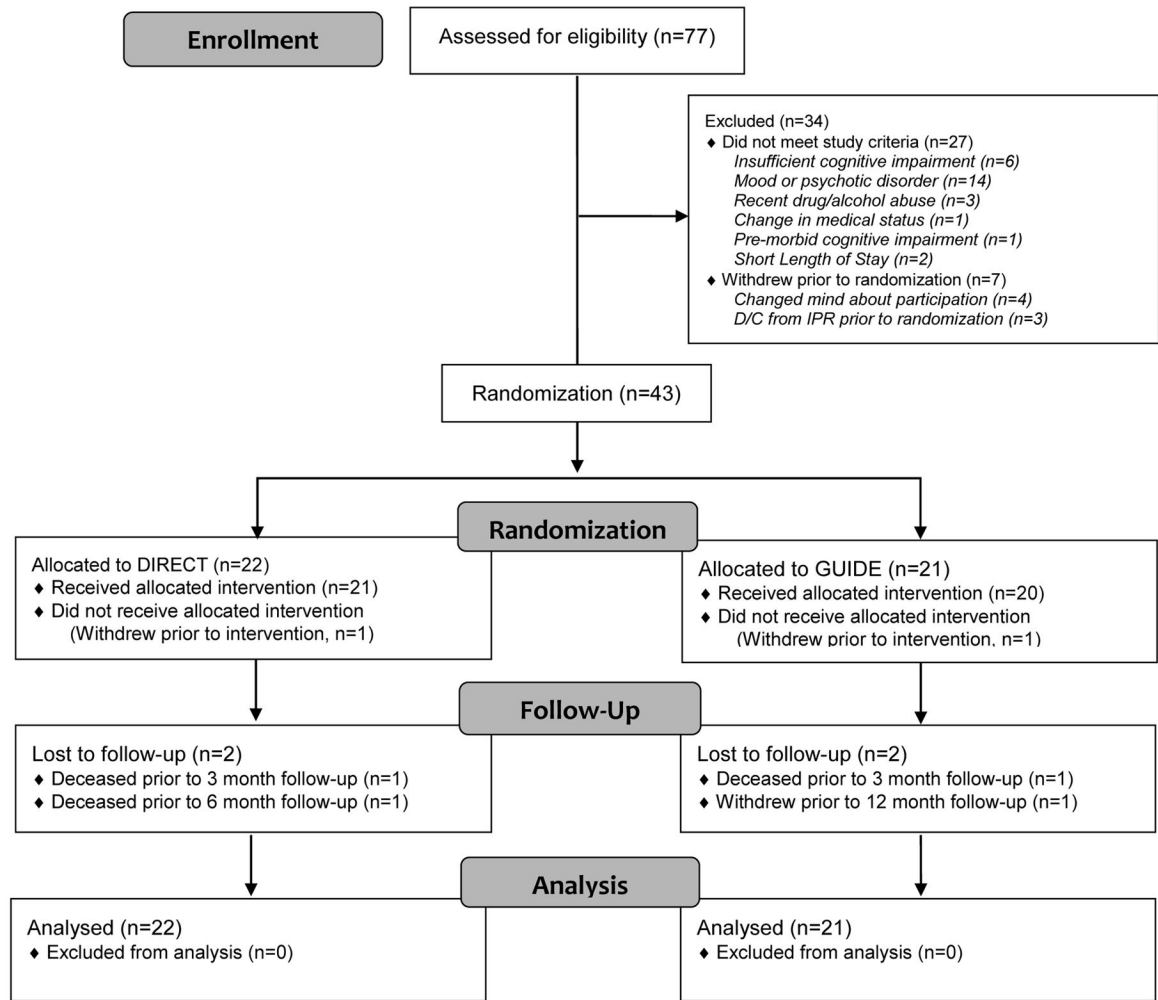 Enrollment
Assessed for eligibility (n=77)
Excluded (n=34)
♦ Did not meet study criteria (n=27)
Insufficient cognitive impairment (n=6)
Mood or psychotic disorder (n=14)
Recent drug/alcohol abuse (n=3)
Change in medical status (n=1)
Pre-morbid cognitive impairment (n=1)
Short Length of Stay (n=2)
♦ Withdrew prior to randomization (n=7)
Changed mind about participation (n=4)
D/C from IPR prior to randomization (n=3)
Randomization (n=43)
Randomization
Allocated to DIRECT (n=22)
♦ Received allocated intervention (n=21)
♦ Did not receive allocated intervention
(Withdrew prior to intervention, n=1)
Allocated to GUIDE (n=21)
♦ Received allocated intervention (n=20)
♦ Did not receive allocated intervention
(Withdrew prior to intervention, n=1)
Follow-Up
Lost to follow-up (n=2)
♦ Deceased prior to 3 month follow-up (n=1)
♦ Deceased prior to 6 month follow-up (n=1)
Lost to follow-up (n=2)
♦ Deceased prior to 3 month follow-up (n=1)
♦ Withdrew prior to 12 month follow-up (n=1)
Analysis
Analysed (n=22)
♦ Excluded from analysis (n=0)
Analysed (n=21)
♦ Excluded from analysis (n=0)